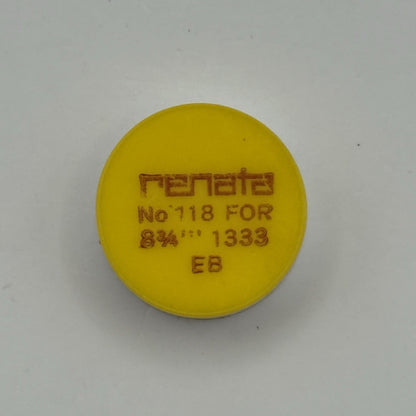 renata
No 118 FOR
8¾''' 1333
EB